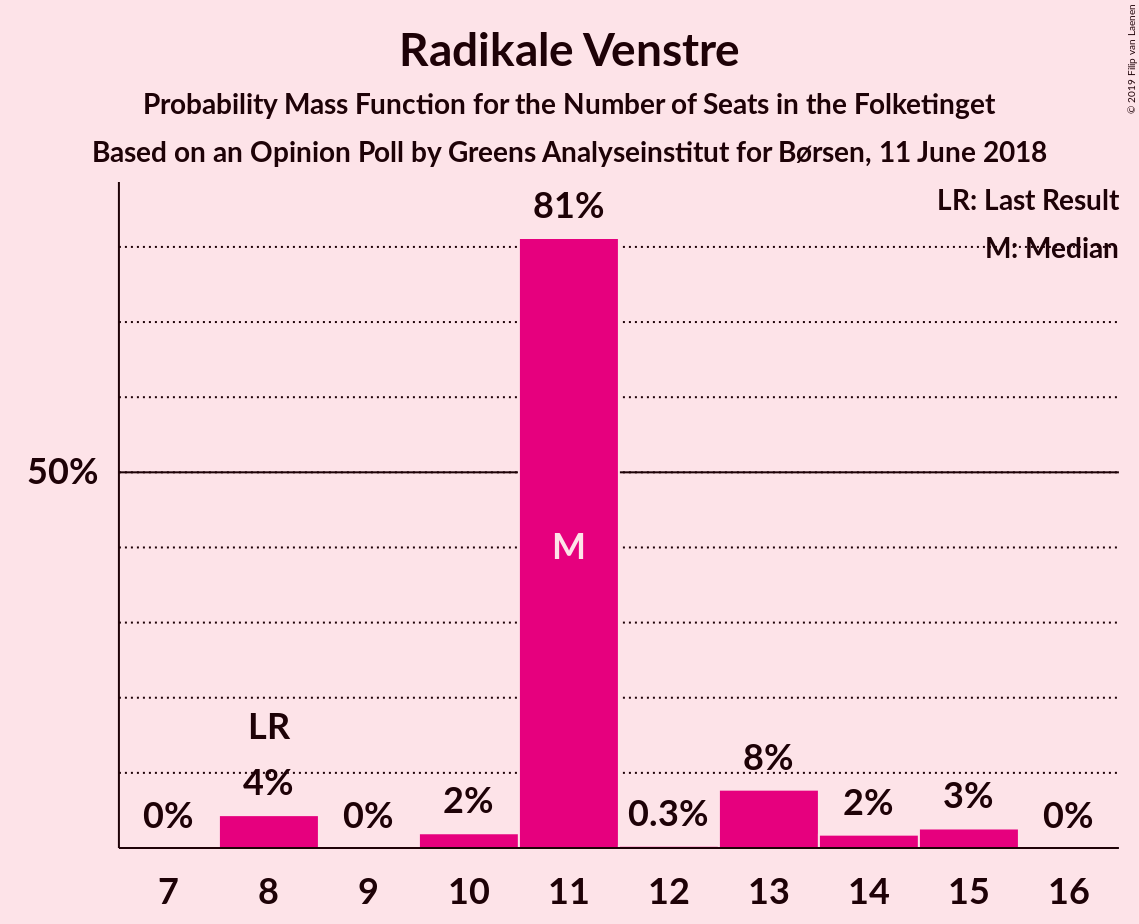 Radikale Venstre
Probability Mass Function for the Number of Seats in the Folketinget
Based on an Opinion Poll by Greens Analyseinstitut for Børsen, 11 June 2018
© 2019 Filip van Laenen
LR: Last Result
M: Median
81%
50%
M
LR
4%
0%
0%
2%
0.3%
8%
2%
3%
0%
7 8 9 10 11 12 13 14 15 16